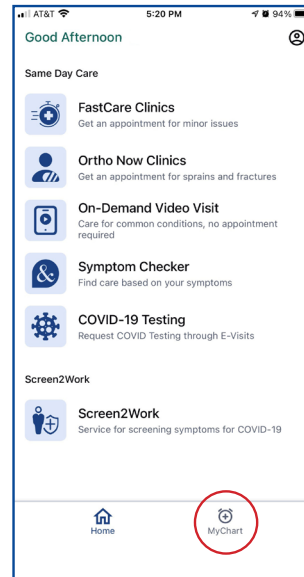 AT&T 5:20 PM 94%
Good Afternoon
Same Day Care
FastCare Clinics
Get an appointment for minor issues
Ortho Now Clinics
Get an appointment for sprains and fractures
On-Demand Video Visit
Care for common conditions, no appointment
required
&
Symptom Checker
Find care based on your symptoms
COVID-19 Testing
Request COVID Testing through E-Visits
Screen2Work
Screen2Work
Service for screening symptoms for COVID-19
Home MyChart